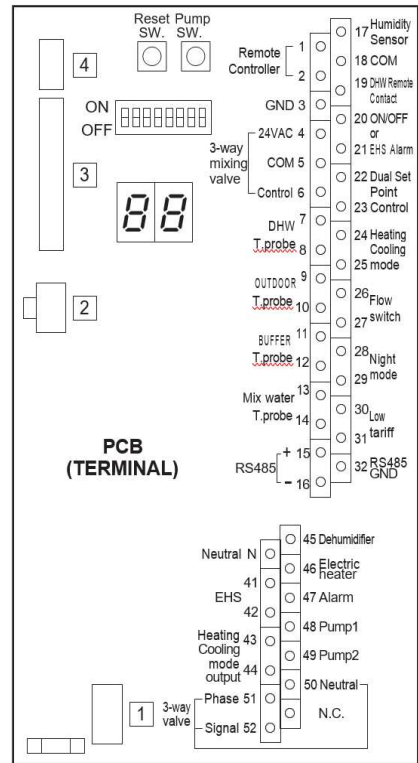 Reset Pump
SW. SW.
4
ON
OFF
3
88
2
PCB
(TERMINAL)
Remote
Controller
1
2
GND 3
3-way
mixing
valve
24VAC 4
COM 5
Control 6
DHW
T.probe
7
8
OUTDOOR
T.probe
9
10
BUFFER
T.probe
11
12
Mix water
T.probe
13
14
RS485
+ 15
- 16
17 Humidity
Sensor
18 COM
19 DHW Remote
Contact
20 ON/OFF
or
21 EHS Alarm
22 Dual Set
Point
23 Control
24 Heating
Cooling
25 mode
26
Flow
switch
27
28
Night
mode
29
30
Low
tariff
31
32 RS485
GND
Neutral N
41
EHS
42
Heating
Cooling
mode
output
43
44
1
3-way
valve
Phase 51
Signal 52
45 Dehumidifier
46 Electric
heater
47 Alarm
48 Pump1
49 Pump2
50 Neutral
N.C.